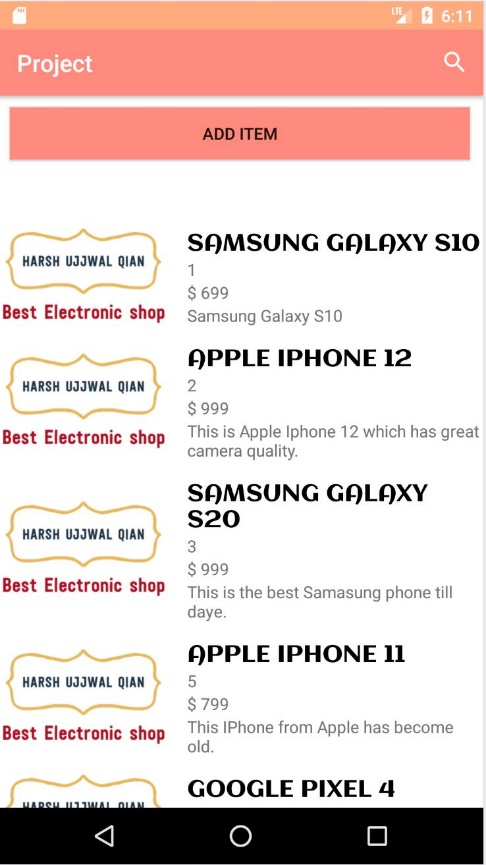 LTE 6:11
Project
ADD ITEM
HARSH UJJWAL QIAN
Best Electronic shop
SAMSUNG GALAXY S10
1
$ 699
Samsung Galaxy S10
HARSH UJJWAL QIAN
Best Electronic shop
APPLE IPHONE 12
2
$ 999
This is Apple Iphone 12 which has great
camera quality.
HARSH UJJWAL QIAN
Best Electronic shop
SAMSUNG GALAXY
S20
3
$ 999
This is the best Samasung phone till
daye.
HARSH UJJWAL QIAN
Best Electronic shop
APPLE IPHONE 11
5
$ 799
This IPhone from Apple has become
old.
HARSH UJJWAL QIAN
GOOGLE PIXEL 4